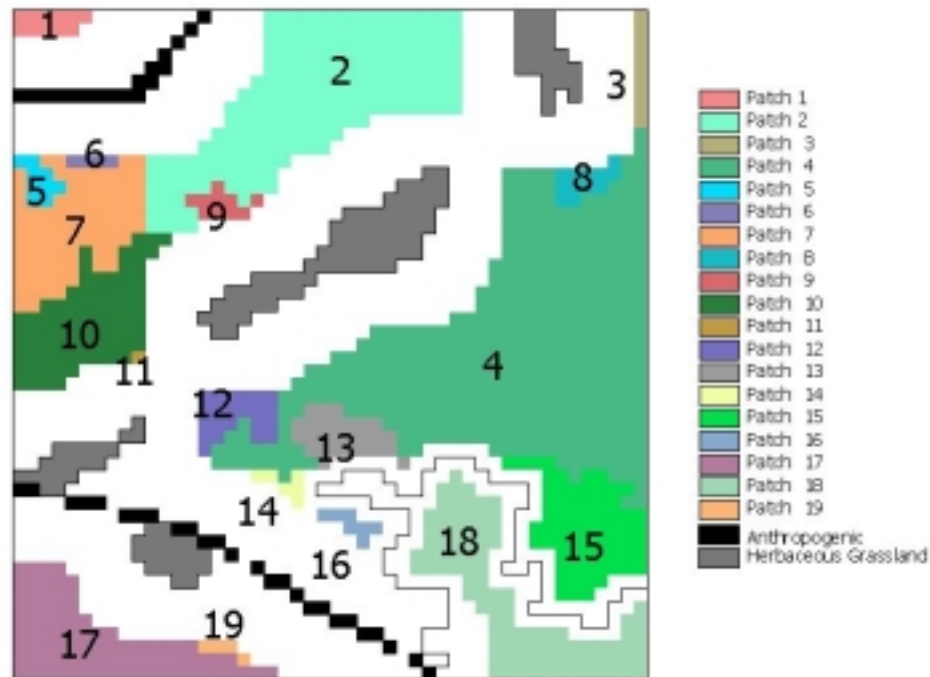 1
2
3
6
5
8
9
7
10
4
11
12
13
14
18
15
16
19
17
Patch 1
Patch 2
Patch 3
Patch 4
Patch 5
Patch 6
Patch 7
Patch 8
Patch 9
Patch 10
Patch 11
Patch 12
Patch 13
Patch 14
Patch 15
Patch 16
Patch 17
Patch 18
Patch 19
Anthropogenic
Herbaceous Grassland